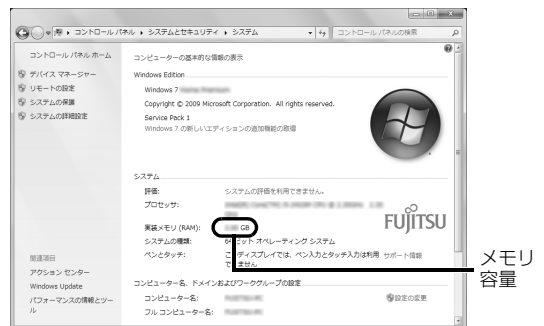 コントロール パネル ▸ システムとセキュリティ ▸ システム
コントロール パネルの検索
コントロール パネル ホーム
デバイス マネージャー
リモートの設定
システムの保護
システムの詳細設定
コンピューターの基本的な情報の表示
Windows Edition
Windows 7
Copyright © 2009 Microsoft Corporation. All rights reserved.
Service Pack 1
Windows 7 の新しいエディションの追加機能の取得
システム
評価: システムの評価を利用できません。
プロセッサ:
実装メモリ (RAM): GB
システムの種類: 64 ビット オペレーティング システム
ペンとタッチ: このディスプレイでは、ペン入力とタッチ入力は利用できません
FUJITSU
サポート情報
メモリ
容量
コンピューター名、ドメインおよびワークグループの設定
コンピューター名:
フル コンピューター名:
設定の変更
関連項目
アクション センター
Windows Update
パフォーマンスの情報とツール